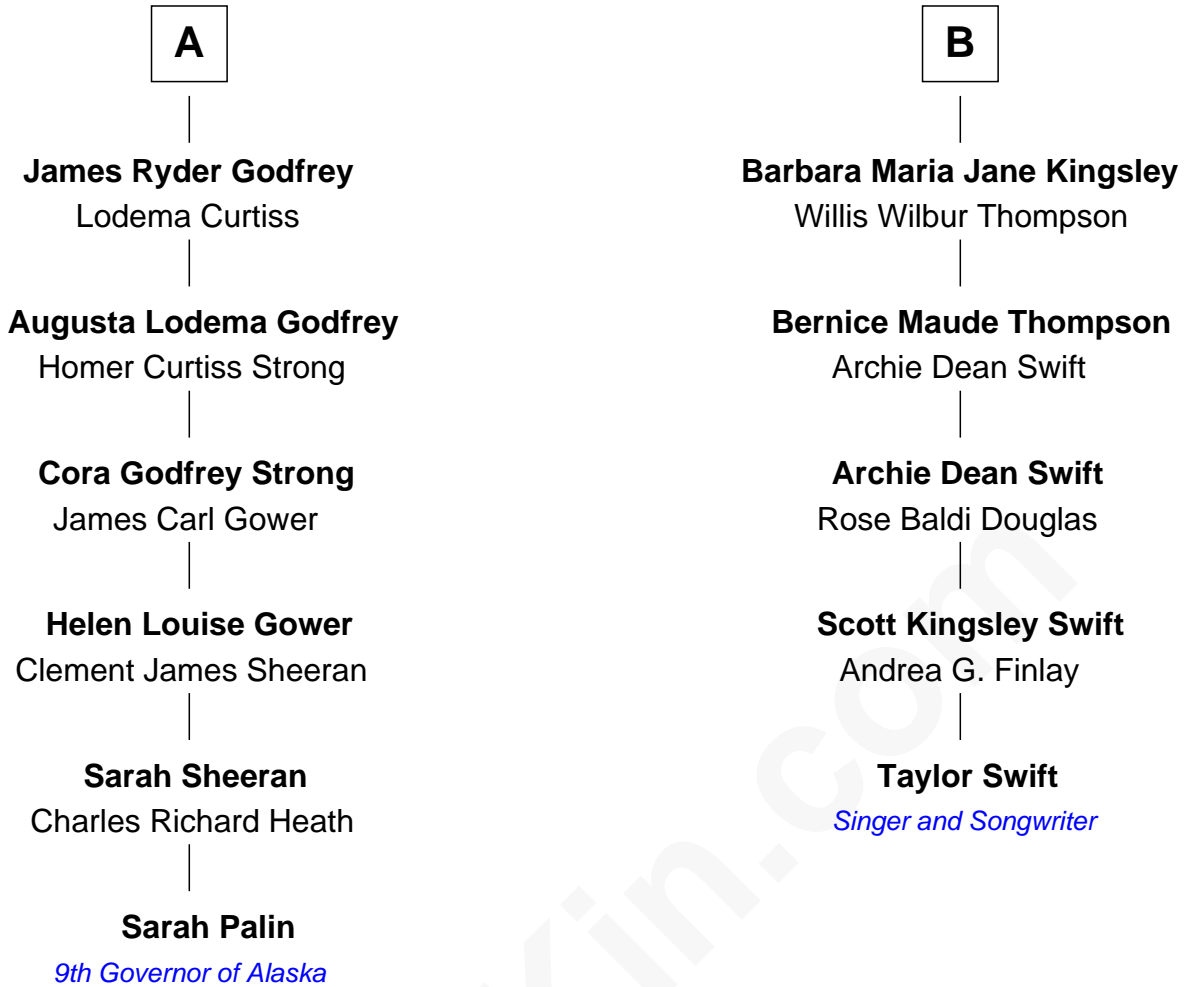 A
James Ryder Godfrey
Lodema Curtiss
Augusta Lodema Godfrey
Homer Curtiss Strong
Cora Godfrey Strong
James Carl Gower
Helen Louise Gower
Clement James Sheeran
Sarah Sheeran
Charles Richard Heath
Sarah Palin
9th Governor of Alaska
B
Barbara Maria Jane Kingsley
Willis Wilbur Thompson
Bernice Maude Thompson
Archie Dean Swift
Archie Dean Swift
Rose Baldi Douglas
Scott Kingsley Swift
Andrea G. Finlay
Taylor Swift
Singer and Songwriter
Kin.com